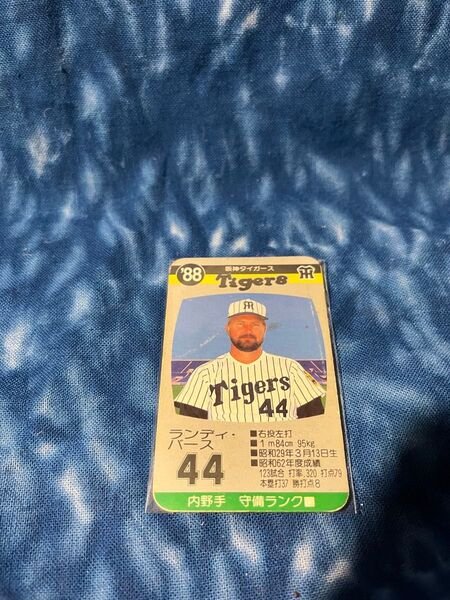 '88
阪神タイガース
Tigers
Tigers
44
ランディ・
バース
44
■右投左打
■1m84cm 95kg
■昭和29年3月13日生
■昭和62年度成績
123試合 打率.320 打点79
本塁打37 勝打点8
内野手 守備ランク■